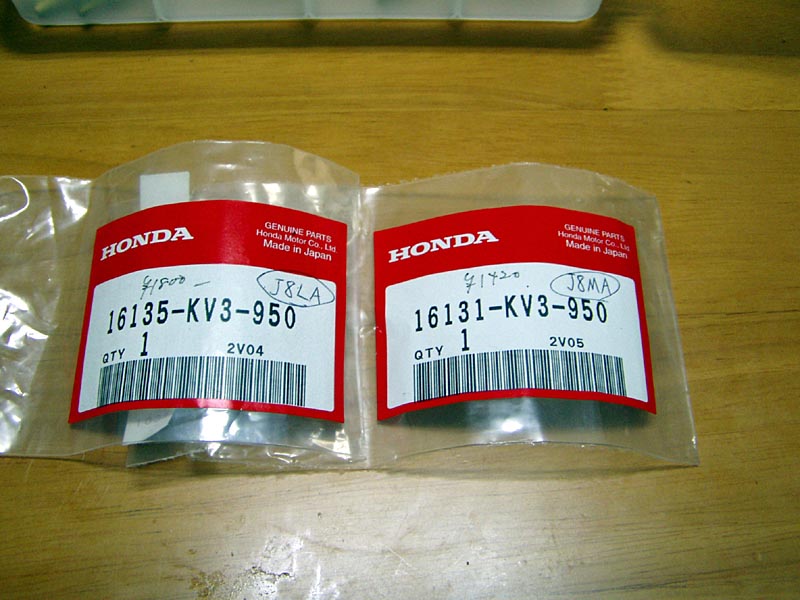 HONDA
GENUINE PARTS
Honda Motor Co., Ltd.
Made in Japan
¥1800-
J8LA
16135-KV3-950
QTY 1 2V04
HONDA
GENUINE PARTS
Honda Motor Co., Ltd.
Made in Japan
¥1420.
J8MA
16131-KV3-950
QTY 1 2V05